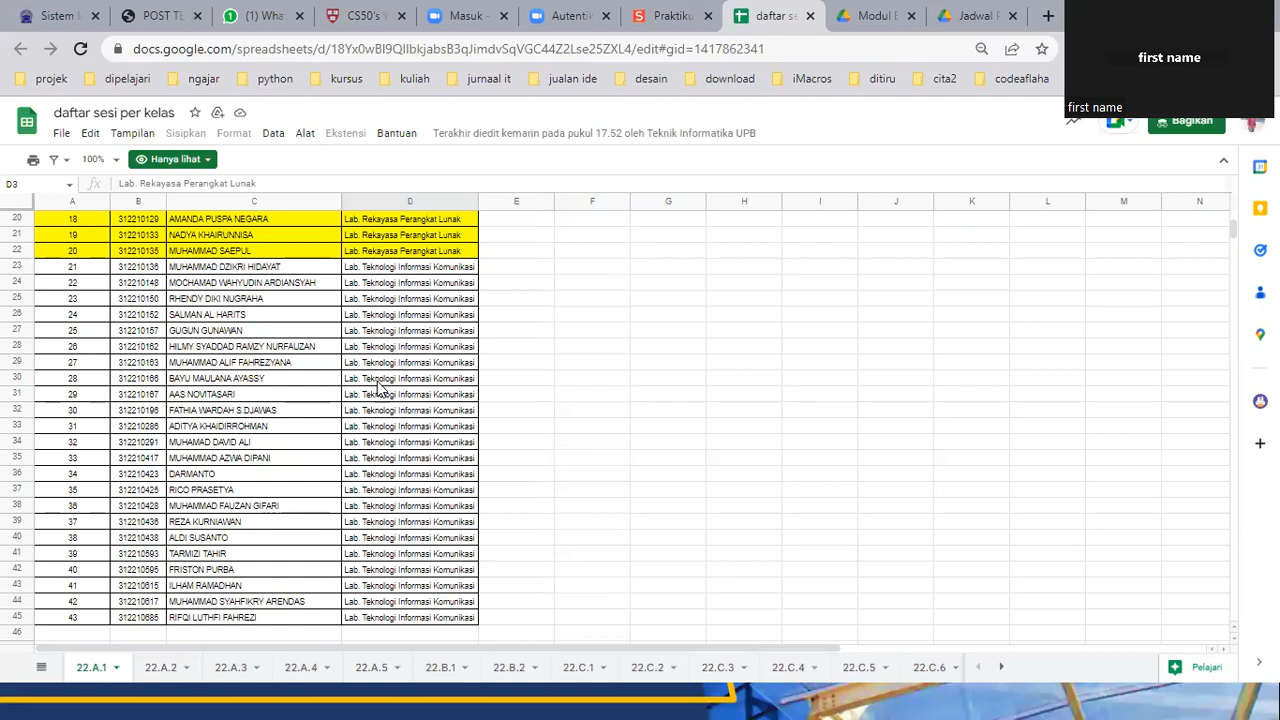 Sistem
POST TE
(1) Wha
CS50's W
Masuk -
Autentik
Praktiku
daftar se
Modul E
Jadwal P
docs.google.com/spreadsheets/d/18Yx0wBl9QIlbkjabsB3qJimdvSqVGC44Z2Lse25ZXL4/edit#gid=1417862341
projek dipelajari ngajar python kursus kuliah jurnaal it jualan ide desain download iMacros ditiru cita2 codeaflaha
first name
first name
daftar sesi per kelas
File Edit Tampilan Sisipkan Format Data Alat Ekstensi Bantuan Terakhir diedit kemarin pada pukul 17.52 oleh Teknik Informatika UPB
Bagikan
100% Hanya lihat
D3 fx Lab. Rekayasa Perangkat Lunak
A B C D E F G H I J K L M N
20 18 312210129 AMANDA PUSPA NEGARA Lab. Rekayasa Perangkat Lunak
21 19 312210133 NADYA KHAIRUNNISA Lab. Rekayasa Perangkat Lunak
22 20 312210135 MUHAMMAD SAEPUL Lab. Rekayasa Perangkat Lunak
23 21 312210136 MUHAMMAD DZIKRI HIDAYAT Lab. Teknologi Informasi Komunikasi
24 22 312210148 MOCHAMAD WAHYUDIN ARDIANSYAH Lab. Teknologi Informasi Komunikasi
25 23 312210150 RHENDY DIKI NUGRAHA Lab. Teknologi Informasi Komunikasi
26 24 312210152 SALMAN AL HARITS Lab. Teknologi Informasi Komunikasi
27 25 312210157 GUGUN GUNAWAN Lab. Teknologi Informasi Komunikasi
28 26 312210162 HILMY SYADDAD RAMZY NURFAUZAN Lab. Teknologi Informasi Komunikasi
29 27 312210163 MUHAMMAD ALIF FAHREZYANA Lab. Teknologi Informasi Komunikasi
30 28 312210166 BAYU MAULANA AYASSY Lab. Teknologi Informasi Komunikasi
31 29 312210167 AAS NOVITASARI Lab. Teknologi Informasi Komunikasi
32 30 312210196 FATHIA WARDAH S.DJAWAS Lab. Teknologi Informasi Komunikasi
33 31 312210286 ADITYA KHAIDIRROHMAN Lab. Teknologi Informasi Komunikasi
34 32 312210291 MUHAMAD DAVID ALI Lab. Teknologi Informasi Komunikasi
35 33 312210417 MUHAMMAD AZWA DIPANI Lab. Teknologi Informasi Komunikasi
36 34 312210423 DARMANTO Lab. Teknologi Informasi Komunikasi
37 35 312210425 RICO PRASETYA Lab. Teknologi Informasi Komunikasi
38 36 312210428 MUHAMMAD FAUZAN GIFARI Lab. Teknologi Informasi Komunikasi
39 37 312210436 REZA KURNIAWAN Lab. Teknologi Informasi Komunikasi
40 38 312210438 ALDI SUSANTO Lab. Teknologi Informasi Komunikasi
41 39 312210593 TARMIZI TAHIR Lab. Teknologi Informasi Komunikasi
42 40 312210595 FRISTON PURBA Lab. Teknologi Informasi Komunikasi
43 41 312210615 ILHAM RAMADHAN Lab. Teknologi Informasi Komunikasi
44 42 312210617 MUHAMMAD SYAHFIKRY ARENDAS Lab. Teknologi Informasi Komunikasi
45 43 312210685 RIFQI LUTHFI FAHREZI Lab. Teknologi Informasi Komunikasi
46
22.A.1 22.A.2 22.A.3 22.A.4 22.A.5 22.B.1 22.B.2 22.C.1 22.C.2 22.C.3 22.C.4 22.C.5 22.C.6 Pelajari